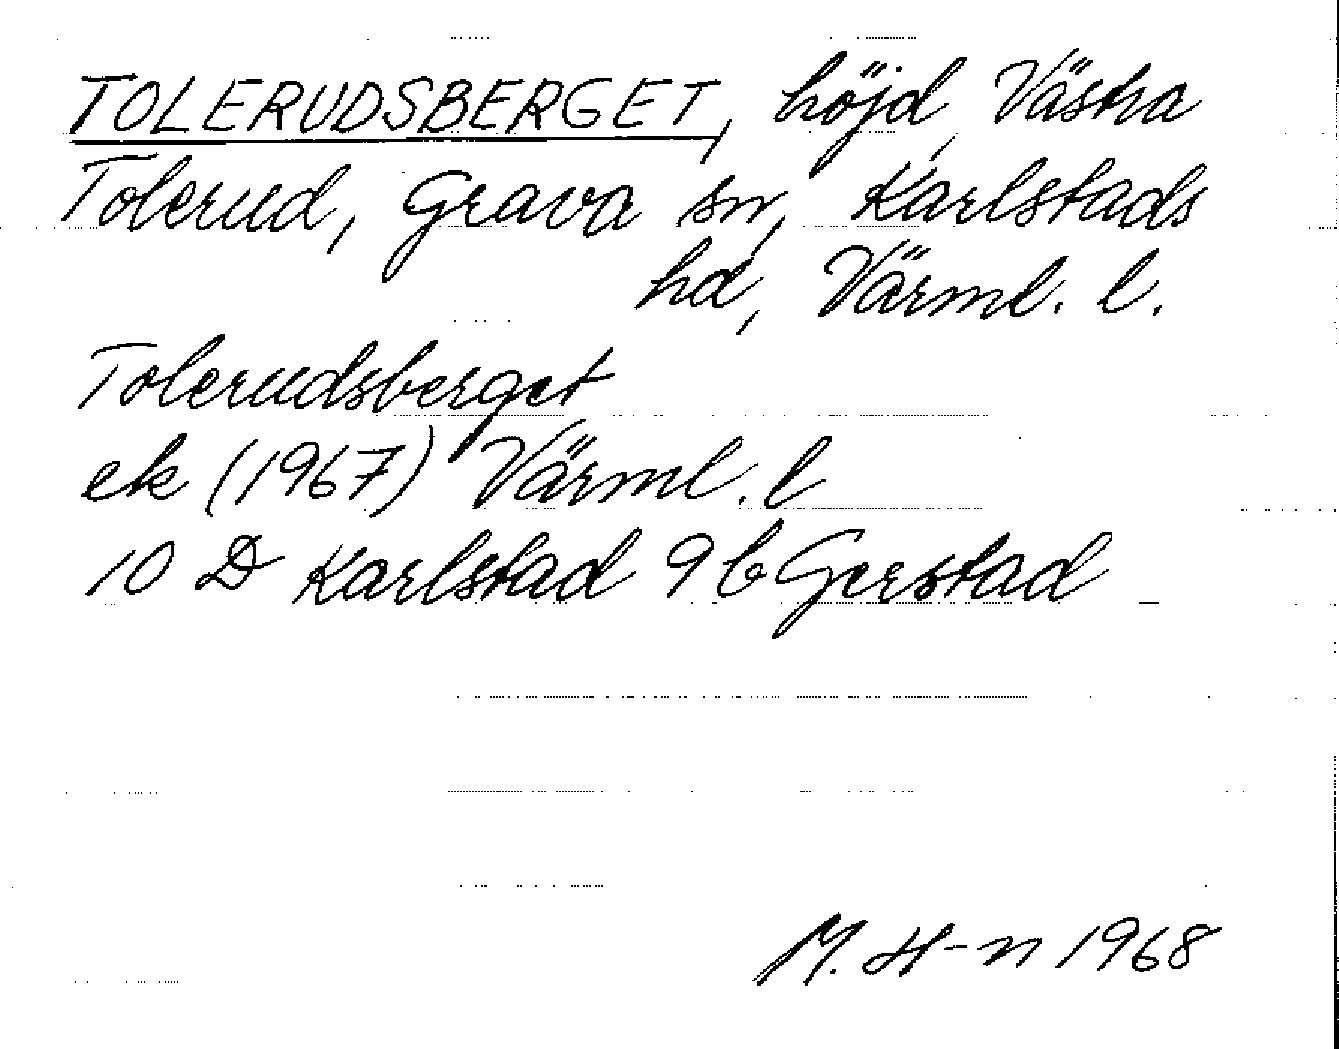 TOLERUDSBERGET, höjd, Västra
Tolerud, Grava sn, Karlstads
hd, Värml. l.
Tolerudsberget
ek (1967) Värml. l
10 D Karlstad 9 b Gerstad
M. H-n 1968